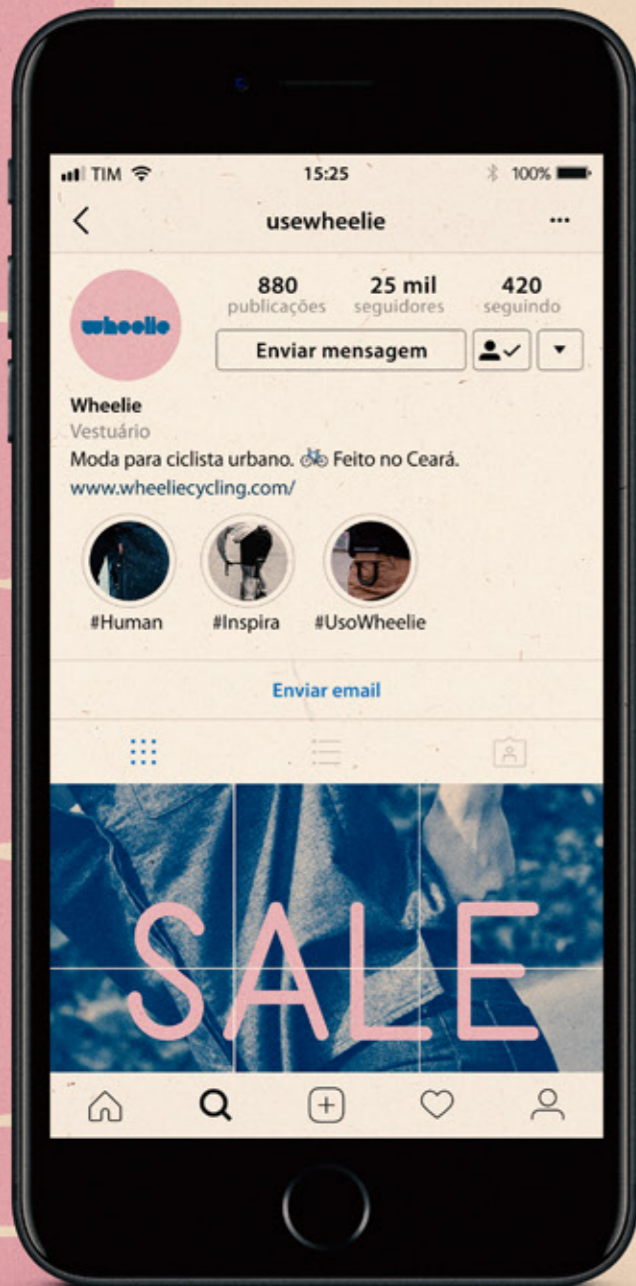 TIM 15:25 100%
usewheelie
wheelie
880 25 mil 420
publicações seguidores seguindo
Enviar mensagem
Wheelie
Vestuário
Moda para ciclista urbano. 🚲 Feito no Ceará.
www.wheeliecycling.com/
#Human #Inspira #UsoWheelie
Enviar email
SALE